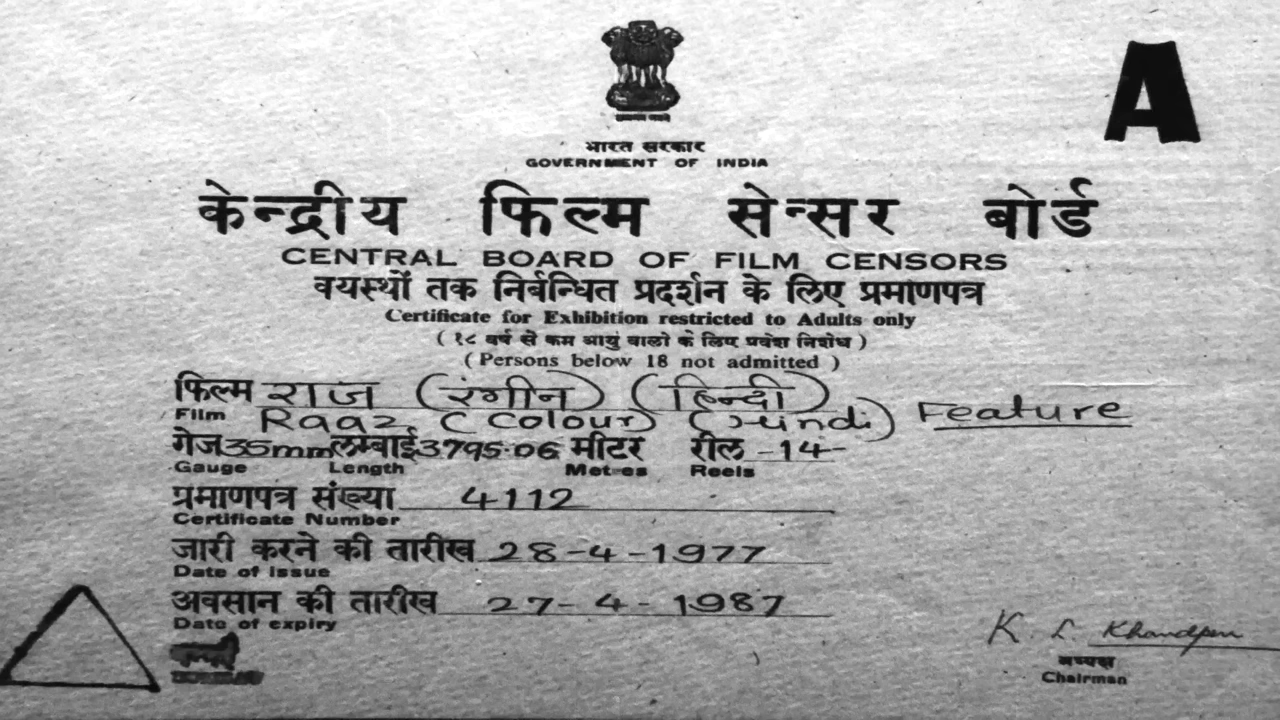 A
भारत सरकार
GOVERNMENT OF INDIA
केन्द्रीय फिल्म सेन्सर बोर्ड
CENTRAL BOARD OF FILM CENSORS
वयस्थों तक निर्बन्धित प्रदर्शन के लिए प्रमाणपत्र
Certificate for Exhibition restricted to Adults only
( १८ वर्ष से कम आयु वालो के लिए प्रवेश निशेध )
( Persons below 18 not admitted )
फिल्म राज (रंगीन) (हिन्दी)
Film Raaz (Colour) (Hindi) Feature
गेज 35mm लम्बाई 3795.06 मीटर रील -14-
Gauge Length Metres Reels
प्रमाणपत्र संख्या 4112
Certificate Number
जारी करने की तारीख 28-4-1977
Date of issue
अवसान की तारीख 27-4-1987
Date of expiry
K. L. Khandpur
अध्यक्ष
Chairman